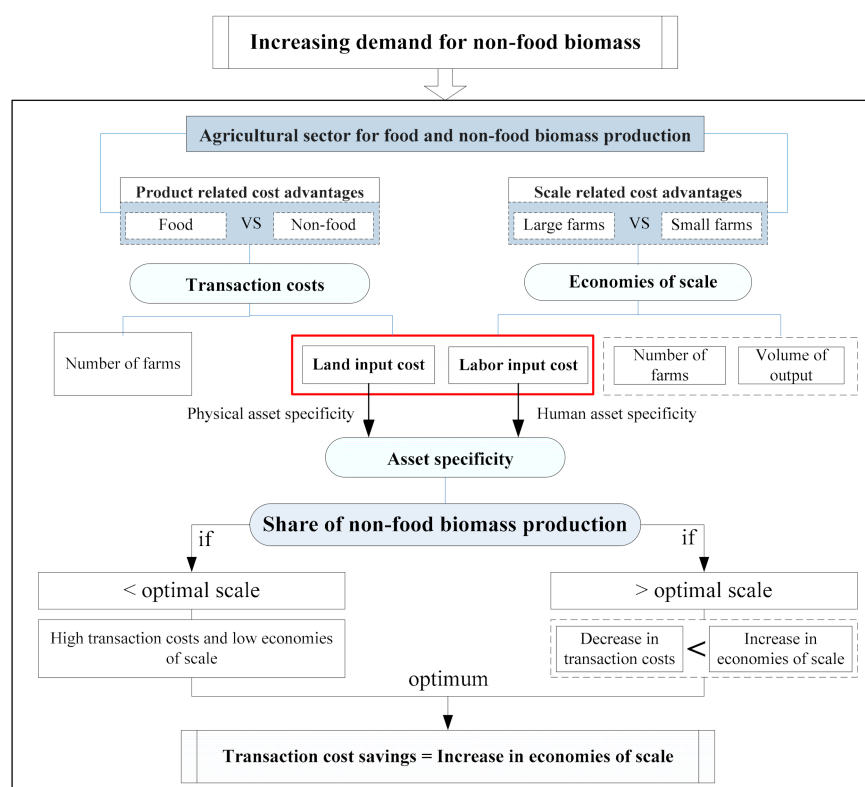 Increasing demand for non-food biomass
Agricultural sector for food and non-food biomass production
Product related cost advantages
Food
VS
Non-food
Scale related cost advantages
Large farms
VS
Small farms
Transaction costs
Economies of scale
Number of farms
Land input cost
Labor input cost
Number of
farms
Volume of
output
Physical asset specificity
Human asset specificity
Asset specificity
Share of non-food biomass production
if
if
< optimal scale
> optimal scale
High transaction costs and low economies
of scale
Decrease in
transaction costs
<
Increase in
economies of scale
optimum
Transaction cost savings = Increase in economies of scale